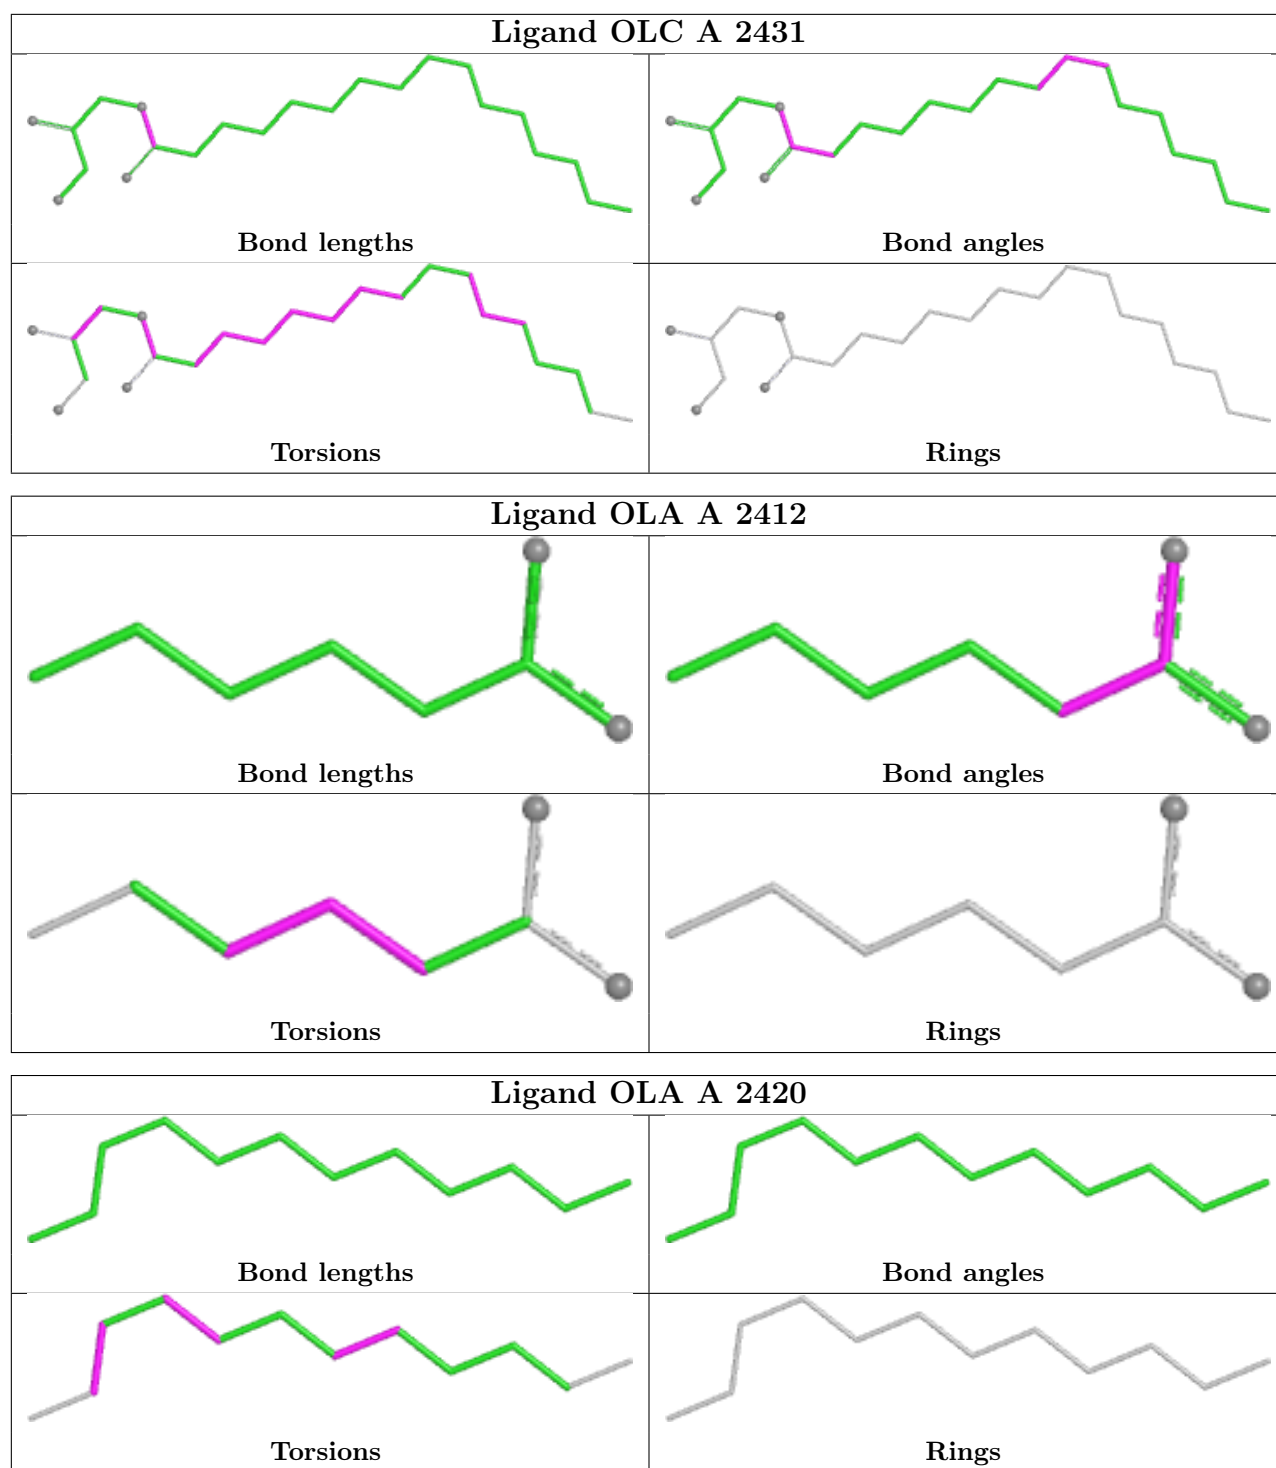 Ligand OLC A 2431
Bond lengths
Bond angles
Torsions
Rings
Ligand OLA A 2412
Bond lengths
Bond angles
Torsions
Rings
Ligand OLA A 2420
Bond lengths
Bond angles
Torsions
Rings